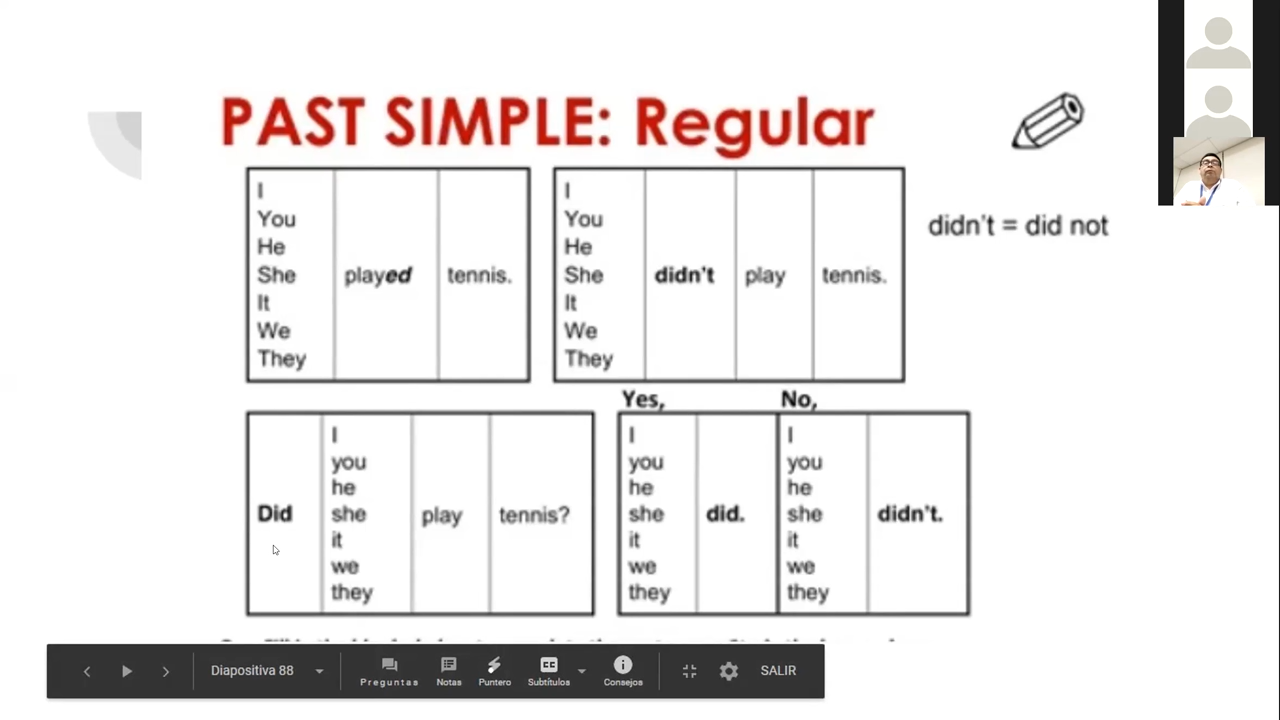 PAST SIMPLE: Regular
I
You
He
She
It
We
They
played
tennis.
I
You
He
She
It
We
They
didn't
play
tennis.
didn't = did not
Did
I
you
he
she
it
we
they
play
tennis?
Yes,
I
you
he
she
it
we
they
did.
No,
I
you
he
she
it
we
they
didn't.
Diapositiva 88
Preguntas
Notas
Puntero
CC
Subtítulos
Consejos
SALIR